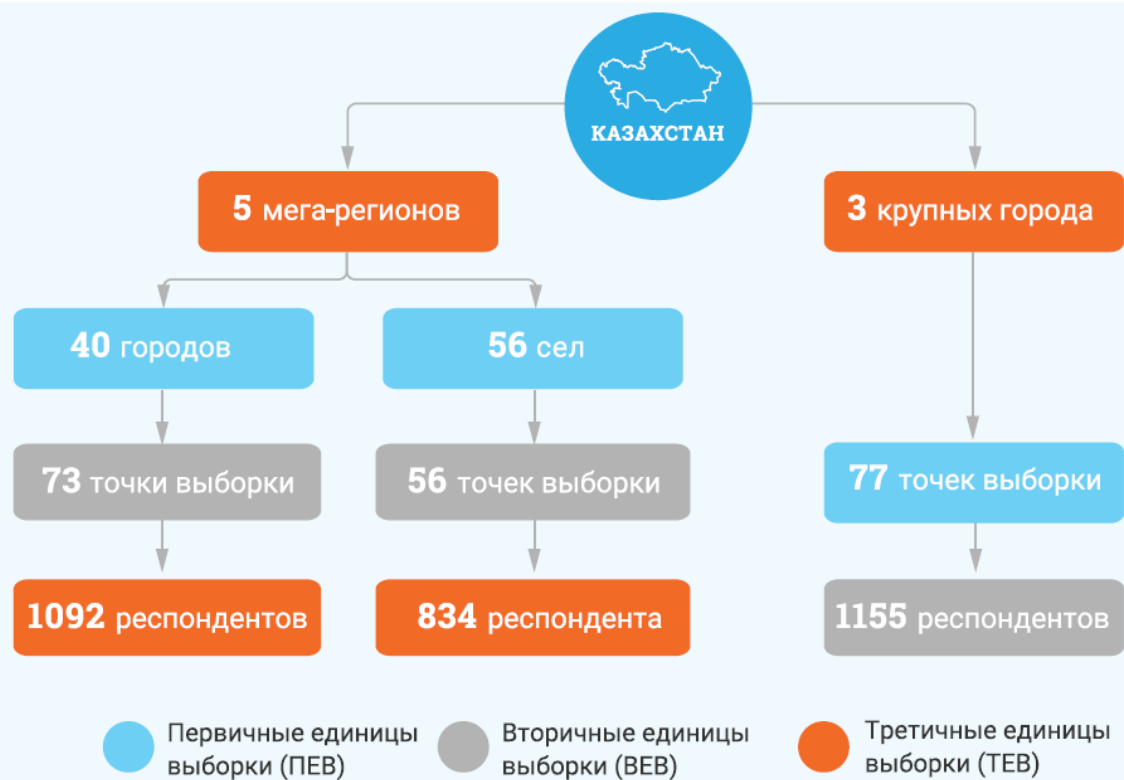 КАЗАХСТАН
5 мега-регионов
3 крупных города
40 городов
56 сел
73 точки выборки
56 точек выборки
77 точек выборки
1092 респондентов
834 респондента
1155 респондентов
Первичные единицы
выборки (ПЕВ)
Вторичные единицы
выборки (ВЕВ)
Третичные единицы
выборки (ТЕВ)